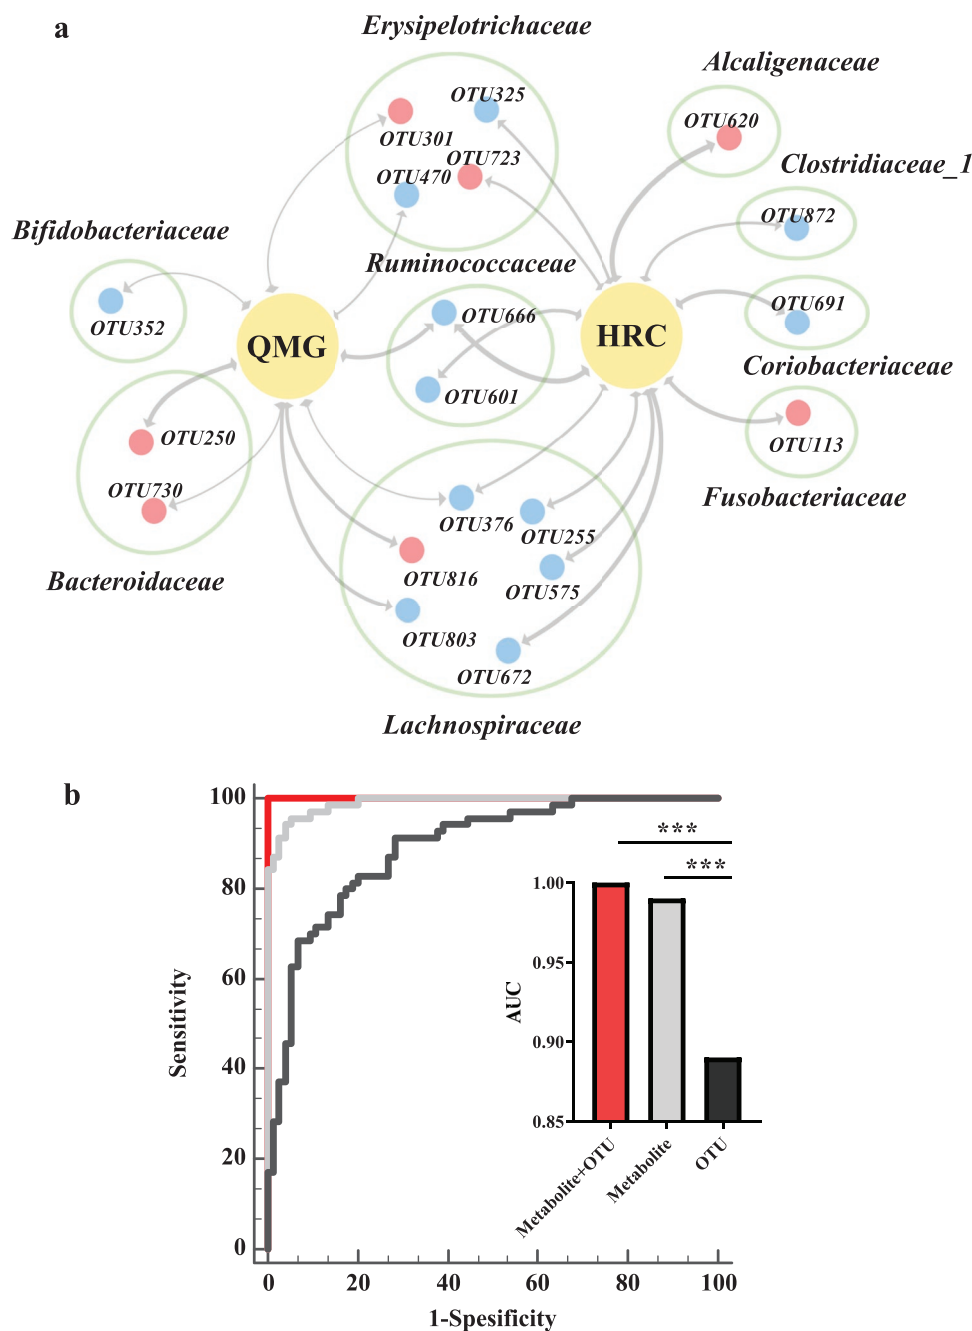 a
Erysipelotrichaceae
Alcaligenaceae
OTU325
OTU620
OTU301
OTU723
OTU470
Clostridiaceae_1
OTU872
Bifidobacteriaceae
Ruminococcaceae
OTU352
OTU666
OTU691
QMG
HRC
Coriobacteriaceae
OTU601
OTU250
OTU113
OTU730
Fusobacteriaceae
OTU376
OTU255
Bacteroidaceae
OTU816
OTU575
OTU803
OTU672
Lachnospiraceae
b
100
80
60
40
20
0
Sensitivity
0
20
40
60
80
100
1-Spesificity
***
***
1.00
0.95
0.90
0.85
AUC
Metabolite+OTU
Metabolite
OTU